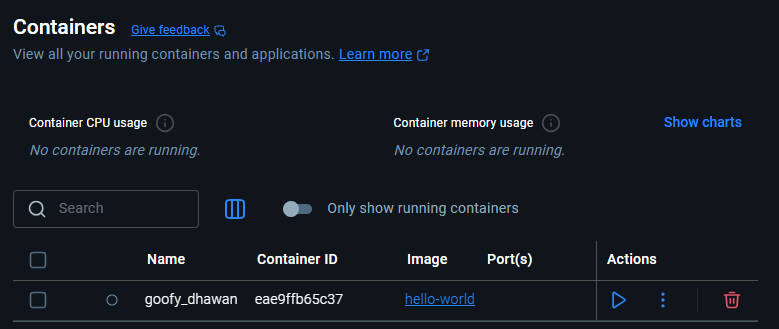 Containers Give feedback
View all your running containers and applications. Learn more
Container CPU usage Container memory usage Show charts
No containers are running. No containers are running.
Search Only show running containers
Name Container ID Image Port(s) Actions
goofy_dhawan eae9ffb65c37 hello-world